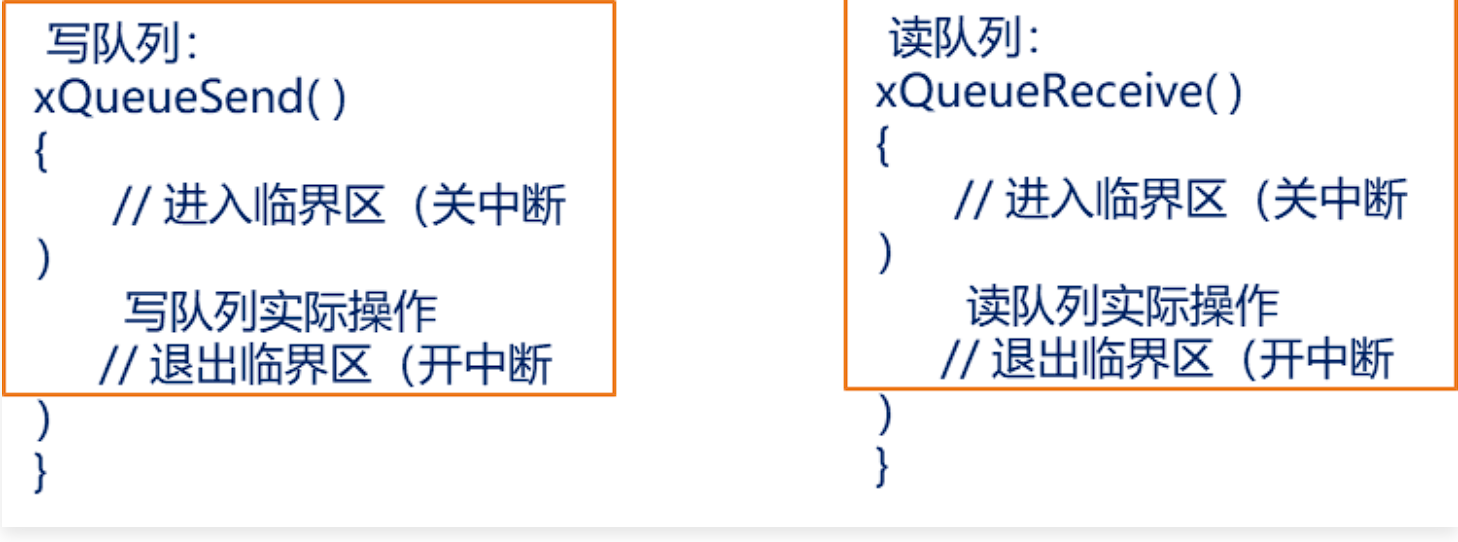 写队列：
xQueueSend( )
{
// 进入临界区（关中断
）
写队列实际操作
// 退出临界区（开中断
）
}
读队列：
xQueueReceive( )
{
// 进入临界区（关中断
）
读队列实际操作
// 退出临界区（开中断
）
}